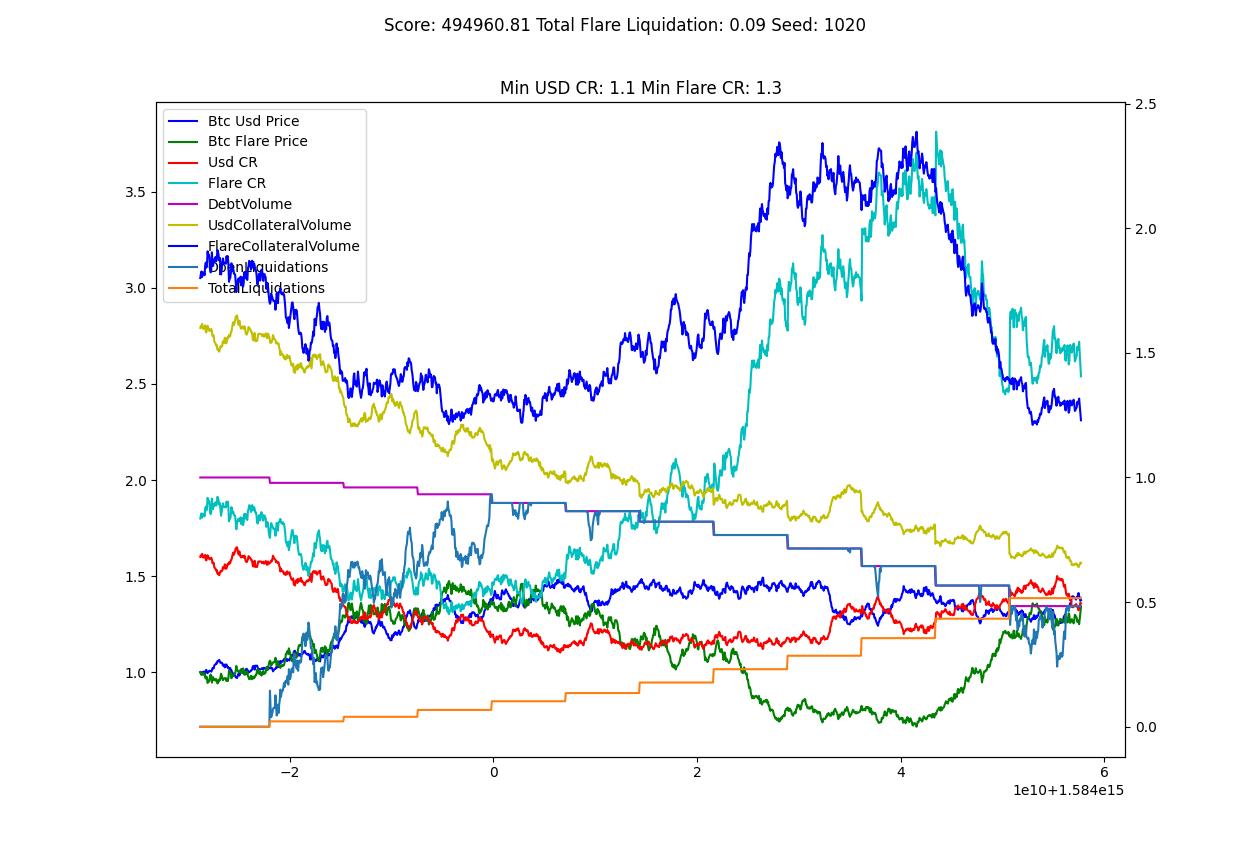 Score: 494960.81 Total Flare Liquidation: 0.09 Seed: 1020
Min USD CR: 1.1 Min Flare CR: 1.3
Btc Usd Price
Btc Flare Price
Usd CR
Flare CR
DebtVolume
UsdCollateralVolume
FlareCollateralVolume
OpenLiquidations
TotalLiquidations
3.5
3.0
2.5
2.0
1.5
1.0
2.5
2.0
1.5
1.0
0.5
0.0
−2
0
2
4
6
1e10+1.584e15